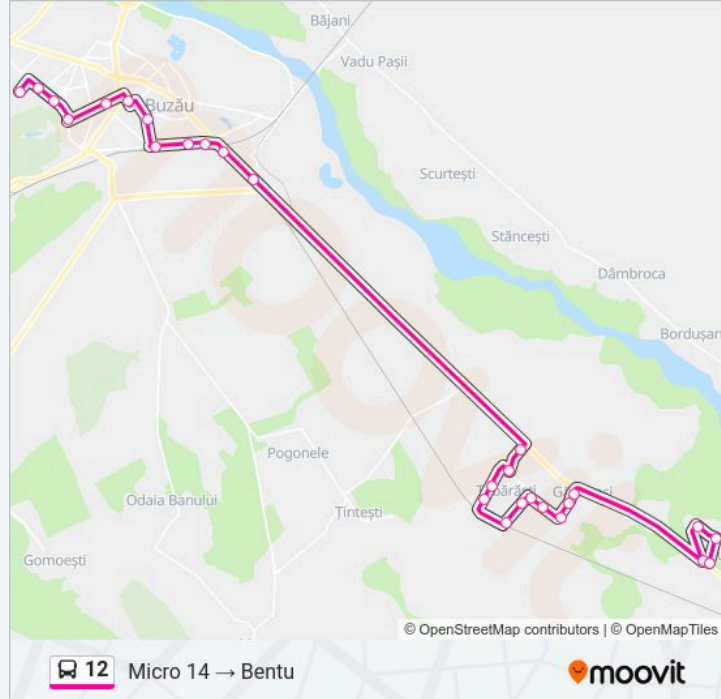 Băjani
Vadu Pașii
Buzău
Scurtești
Stăncești
Dâmbroca
Pogonele
Odaia Banului
Țintești
Gomoești
© OpenStreetMap contributors | © OpenMapTiles
12 Micro 14 → Bentu
moovit